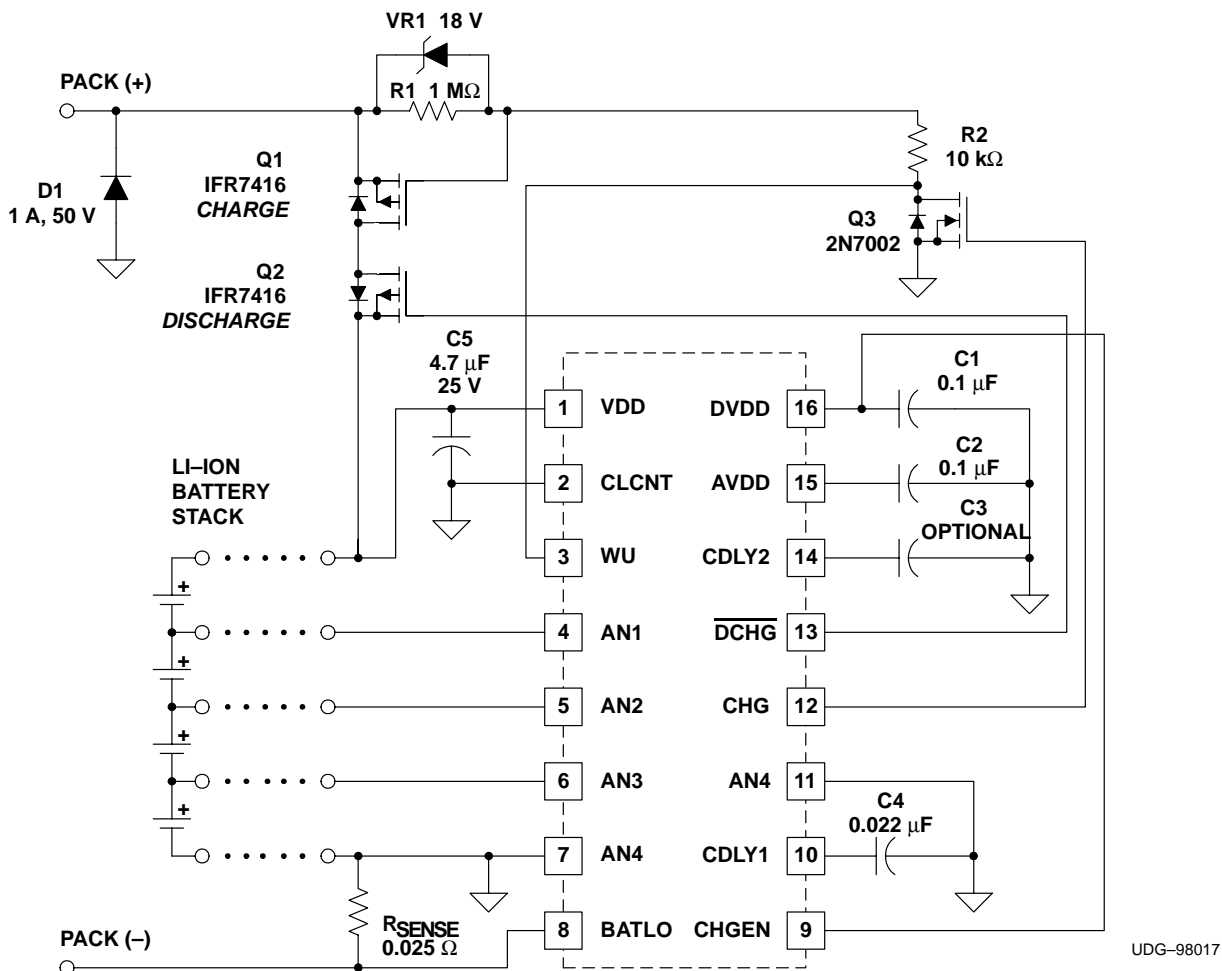 VR1 18 V
PACK (+)
R1 1 MΩ
R2
10 kΩ
Q1
IFR7416
CHARGE
D1
1 A, 50 V
Q3
2N7002
Q2
IFR7416
DISCHARGE
C5
4.7 μF
25 V
C1
0.1 μF
1 VDD DVDD 16
C2
0.1 μF
LI–ION
BATTERY
STACK
2 CLCNT AVDD 15
C3
OPTIONAL
3 WU CDLY2 14
+
4 AN1 DCHG 13
+
5 AN2 CHG 12
+
6 AN3 AN4 11
C4
0.022 μF
+
7 AN4 CDLY1 10
RSENSE
0.025 Ω
8 BATLO CHGEN 9
PACK (–)
UDG–98017